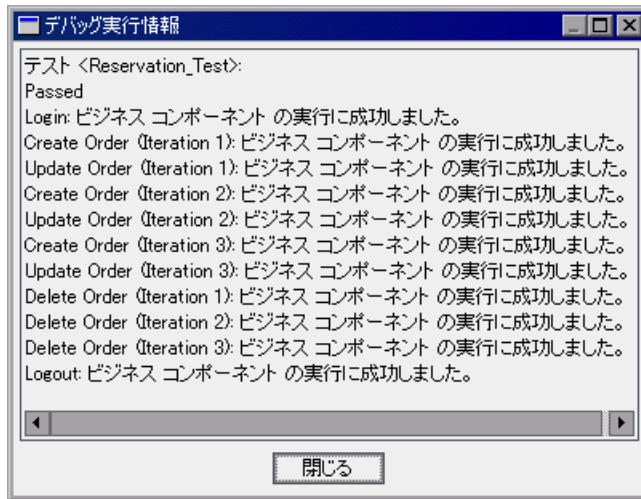 デバッグ実行情報
テスト <Reservation_Test>:
Passed
Login: ビジネス コンポーネント の実行に成功しました。
Create Order (Iteration 1): ビジネス コンポーネント の実行に成功しました。
Update Order (Iteration 1): ビジネス コンポーネント の実行に成功しました。
Create Order (Iteration 2): ビジネス コンポーネント の実行に成功しました。
Update Order (Iteration 2): ビジネス コンポーネント の実行に成功しました。
Create Order (Iteration 3): ビジネス コンポーネント の実行に成功しました。
Update Order (Iteration 3): ビジネス コンポーネント の実行に成功しました。
Delete Order (Iteration 1): ビジネス コンポーネント の実行に成功しました。
Delete Order (Iteration 2): ビジネス コンポーネント の実行に成功しました。
Delete Order (Iteration 3): ビジネス コンポーネント の実行に成功しました。
Logout: ビジネス コンポーネント の実行に成功しました。
閉じる